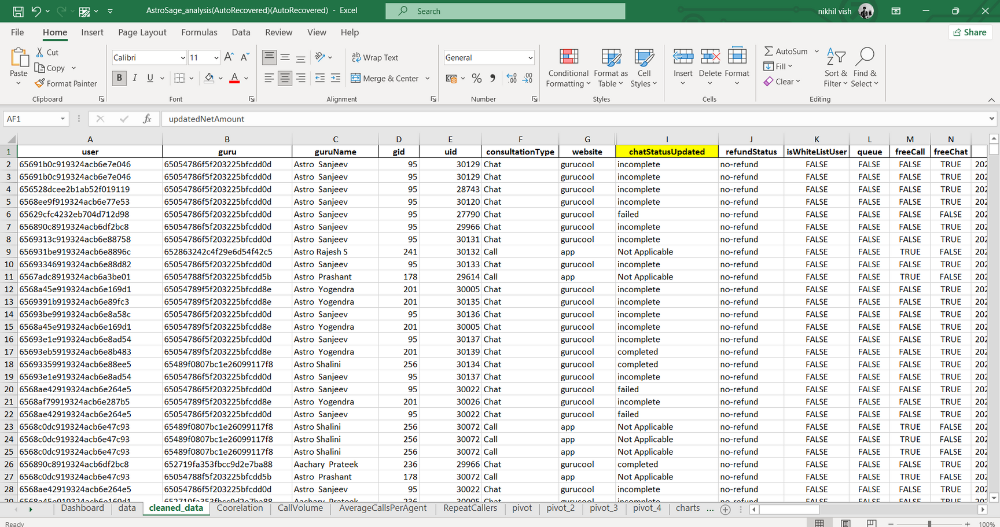 AstroSage_analysis(AutoRecovered)(AutoRecovered) - Excel
Search
nikhil vish
File Home Insert Page Layout Formulas Data Review View Help
Share
Paste
Cut
Copy
Format Painter
Clipboard
Calibri 11
B I U
Font
Wrap Text
Merge & Center
Alignment
General
Number
Conditional Formatting
Format as Table
Cell Styles
Styles
Insert Delete Format
Cells
AutoSum
Fill
Clear
Sort & Filter
Find & Select
Editing
AF1 fx updatedNetAmount
A B C D E F G I J K L M N
1 user guru guruName gid uid consultationType website chatStatusUpdated refundStatus isWhiteListUser queue freeCall freeChat
2 65691b0c919324acb6e7e046 65054786f5f203225bfcdd0d Astro  Sanjeev 95 30129 Chat gurucool incomplete no-refund FALSE FALSE FALSE TRUE 202
3 65691b0c919324acb6e7e046 65054786f5f203225bfcdd0d Astro  Sanjeev 95 30129 Chat gurucool incomplete no-refund FALSE FALSE FALSE TRUE 202
4 656528dcee2b1ab52f019119 65054786f5f203225bfcdd0d Astro  Sanjeev 95 28743 Chat gurucool incomplete no-refund FALSE FALSE FALSE TRUE 202
5 6568ee9f919324acb6e77e53 65054786f5f203225bfcdd0d Astro  Sanjeev 95 30120 Chat gurucool incomplete no-refund FALSE FALSE FALSE TRUE 202
6 65629cfc4232eb704d712d98 65054786f5f203225bfcdd0d Astro  Sanjeev 95 27790 Chat gurucool failed no-refund FALSE FALSE FALSE FALSE 202
7 656890c8919324acb6df2bc8 65054786f5f203225bfcdd0d Astro  Sanjeev 95 29966 Chat gurucool incomplete no-refund FALSE FALSE FALSE TRUE 202
8 6569313c919324acb6e88758 65054786f5f203225bfcdd0d Astro  Sanjeev 95 30131 Chat gurucool incomplete no-refund FALSE FALSE FALSE TRUE 202
9 656931be919324acb6e8896c 652863242c4f29e6d54f42c5 Astro Rajesh S 241 30132 Call app Not Applicable no-refund FALSE FALSE TRUE FALSE 202
10 65693346919324acb6e88d82 65054786f5f203225bfcdd0d Astro  Sanjeev 95 30133 Chat gurucool incomplete no-refund FALSE FALSE FALSE TRUE 202
11 6567adc8919324acb6a3be01 65054788f5f203225bfcdd5b Astro  Prashant 178 29614 Call app Not Applicable no-refund FALSE FALSE TRUE FALSE 202
12 6568a45e919324acb6e169d1 65054789f5f203225bfcdd8e Astro  Yogendra 201 30005 Chat gurucool incomplete no-refund FALSE FALSE FALSE TRUE 202
13 6569391b919324acb6e89fc3 65054789f5f203225bfcdd8e Astro  Yogendra 201 30135 Chat gurucool incomplete no-refund FALSE FALSE FALSE TRUE 202
14 65693be9919324acb6e8a58c 65054786f5f203225bfcdd0d Astro  Sanjeev 95 30136 Chat gurucool incomplete no-refund FALSE FALSE FALSE TRUE 202
15 6568a45e919324acb6e169d1 65054789f5f203225bfcdd8e Astro  Yogendra 201 30005 Chat gurucool incomplete no-refund FALSE FALSE FALSE TRUE 202
16 65693e1e919324acb6e8ad54 65054786f5f203225bfcdd0d Astro  Sanjeev 95 30137 Chat gurucool incomplete no-refund FALSE FALSE FALSE TRUE 202
17 65693eb5919324acb6e8b483 65054789f5f203225bfcdd8e Astro  Yogendra 201 30139 Chat gurucool completed no-refund FALSE FALSE FALSE TRUE 202
18 65693359919324acb6e88ee5 65489f0807bc1e26099117f8 Astro Shalini 256 30134 Chat gurucool completed no-refund FALSE FALSE FALSE TRUE 202
19 65693e1e919324acb6e8ad54 65054786f5f203225bfcdd0d Astro  Sanjeev 95 30137 Chat gurucool incomplete no-refund FALSE FALSE FALSE TRUE 202
20 6568ae42919324acb6e264e5 65054786f5f203225bfcdd0d Astro  Sanjeev 95 30022 Chat gurucool failed no-refund FALSE FALSE FALSE TRUE 202
21 6568af79919324acb6e287b5 65054789f5f203225bfcdd8e Astro  Yogendra 201 30026 Chat gurucool incomplete no-refund FALSE FALSE FALSE TRUE 202
22 6568ae42919324acb6e264e5 65054786f5f203225bfcdd0d Astro  Sanjeev 95 30022 Chat gurucool failed no-refund FALSE FALSE FALSE TRUE 202
23 6568c0dc919324acb6e47c93 65489f0807bc1e26099117f8 Astro Shalini 256 30072 Call app Not Applicable no-refund FALSE FALSE TRUE FALSE 202
24 6568c0dc919324acb6e47c93 65489f0807bc1e26099117f8 Astro Shalini 256 30072 Call app Not Applicable no-refund FALSE FALSE TRUE FALSE 202
25 6568c0dc919324acb6e47c93 65489f0807bc1e26099117f8 Astro Shalini 256 30072 Call app Not Applicable no-refund FALSE FALSE TRUE FALSE 202
26 656890c8919324acb6df2bc8 652719fa353fbcc9d2e7ba88 Aachary  Prateek 236 29966 Chat gurucool completed no-refund FALSE FALSE FALSE TRUE 202
27 6568c0dc919324acb6e47c93 65054788f5f203225bfcdd5b Astro  Prashant 178 30072 Call app Not Applicable no-refund FALSE FALSE TRUE FALSE 202
28 6568ae42919324acb6e264e5 65054786f5f203225bfcdd0d Astro  Sanjeev 95 30022 Chat gurucool incomplete no-refund FALSE FALSE FALSE TRUE 202
29 6568a45e919324acb6e169d1 652719fa353fbcc9d2e7ba88 Aachary  Prateek 236 30005 Chat gurucool incomplete no-refund FALSE FALSE FALSE TRUE 202
Dashboard data cleaned_data Coorelation CallVolume AverageCallsPerAgent RepeatCallers pivot pivot_2 pivot_3 pivot_4 charts ...
Ready 100%